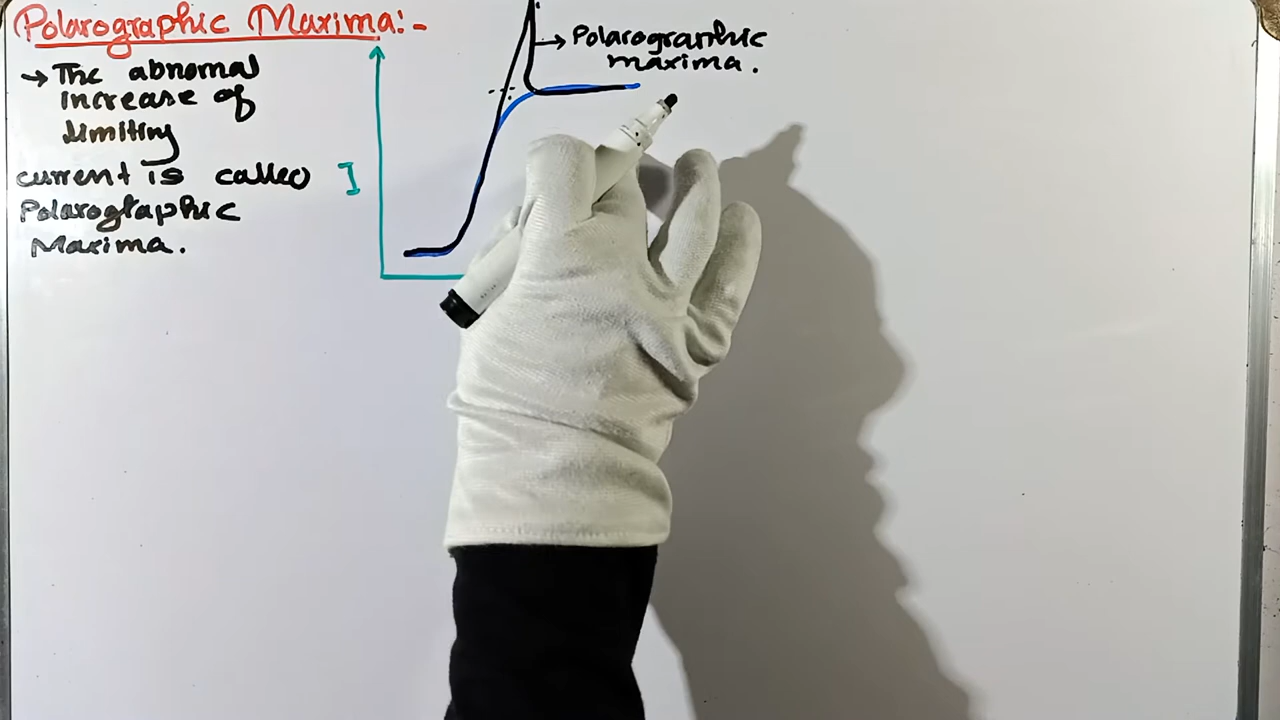 Polarographic Maxima:-
→ The abnormal
increase of
limiting
current is called
Polarographic
Maxima.
I
→ Polarographic
maxima.